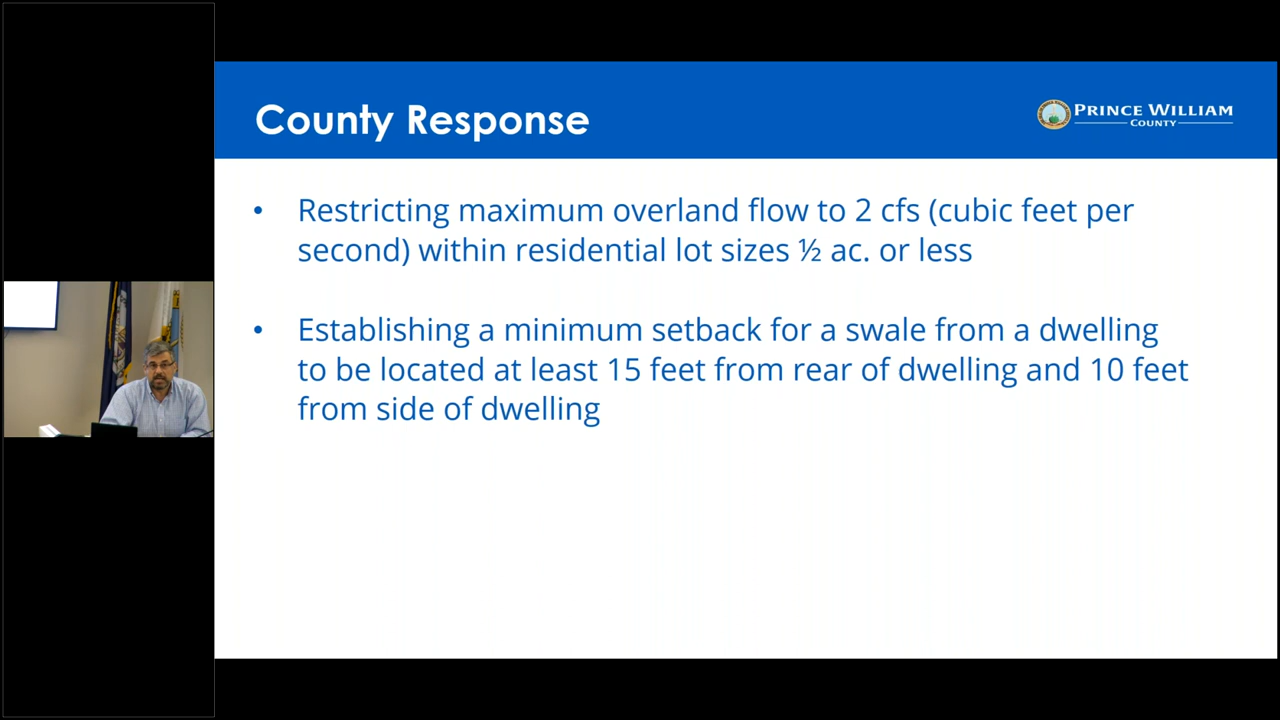 County Response
PRINCE WILLIAM
COUNTY
• Restricting maximum overland flow to 2 cfs (cubic feet per
second) within residential lot sizes ½ ac. or less
• Establishing a minimum setback for a swale from a dwelling
to be located at least 15 feet from rear of dwelling and 10 feet
from side of dwelling